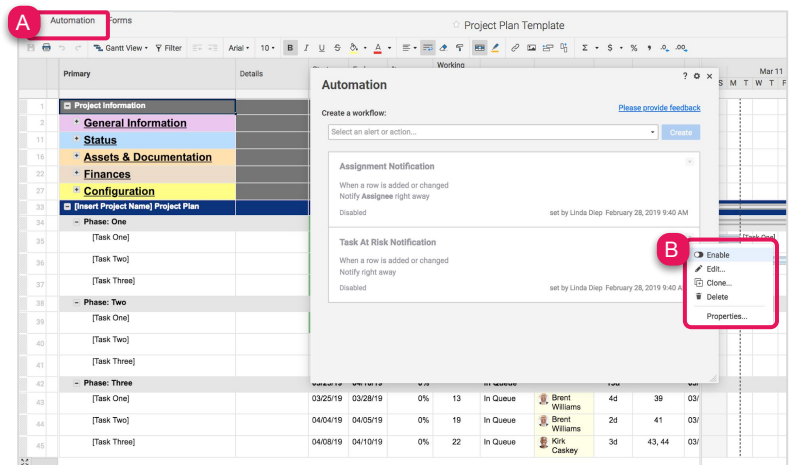 A
Automation
Forms
Project Plan Template
Gantt View
Filter
Arial
10
B I U S A
Σ $ % , .0 .00
Primary
Details
Working
Mar 11
S M T W T F
1 Project Information
2 General Information
11 Status
16 Assets & Documentation
22 Finances
27 Configuration
33 [Insert Project Name] Project Plan
34 Phase: One
35 [Task One]
36 [Task Two]
37 [Task Three]
38 Phase: Two
39 [Task One]
40 [Task Two]
41 [Task Three]
42 Phase: Three
43 [Task One] 03/25/19 03/28/19 0% 13 In Queue Brent Williams 4d 39 03/
44 [Task Two] 04/04/19 04/05/19 0% 19 In Queue Brent Williams 2d 41 03/
45 [Task Three] 04/08/19 04/10/19 0% 22 In Queue Kirk Caskey 3d 43, 44 03/
Automation
?
Create a workflow:
Please provide feedback
Select an alert or action...
Create
Assignment Notification
When a row is added or changed
Notify Assignee right away
Disabled
set by Linda Diep February 28, 2019 9:40 AM
Task At Risk Notification
When a row is added or changed
Notify right away
Disabled
set by Linda Diep February 28, 2019 9:40 A
[Task One]
B
Enable
Edit...
Clone...
Delete
Properties...